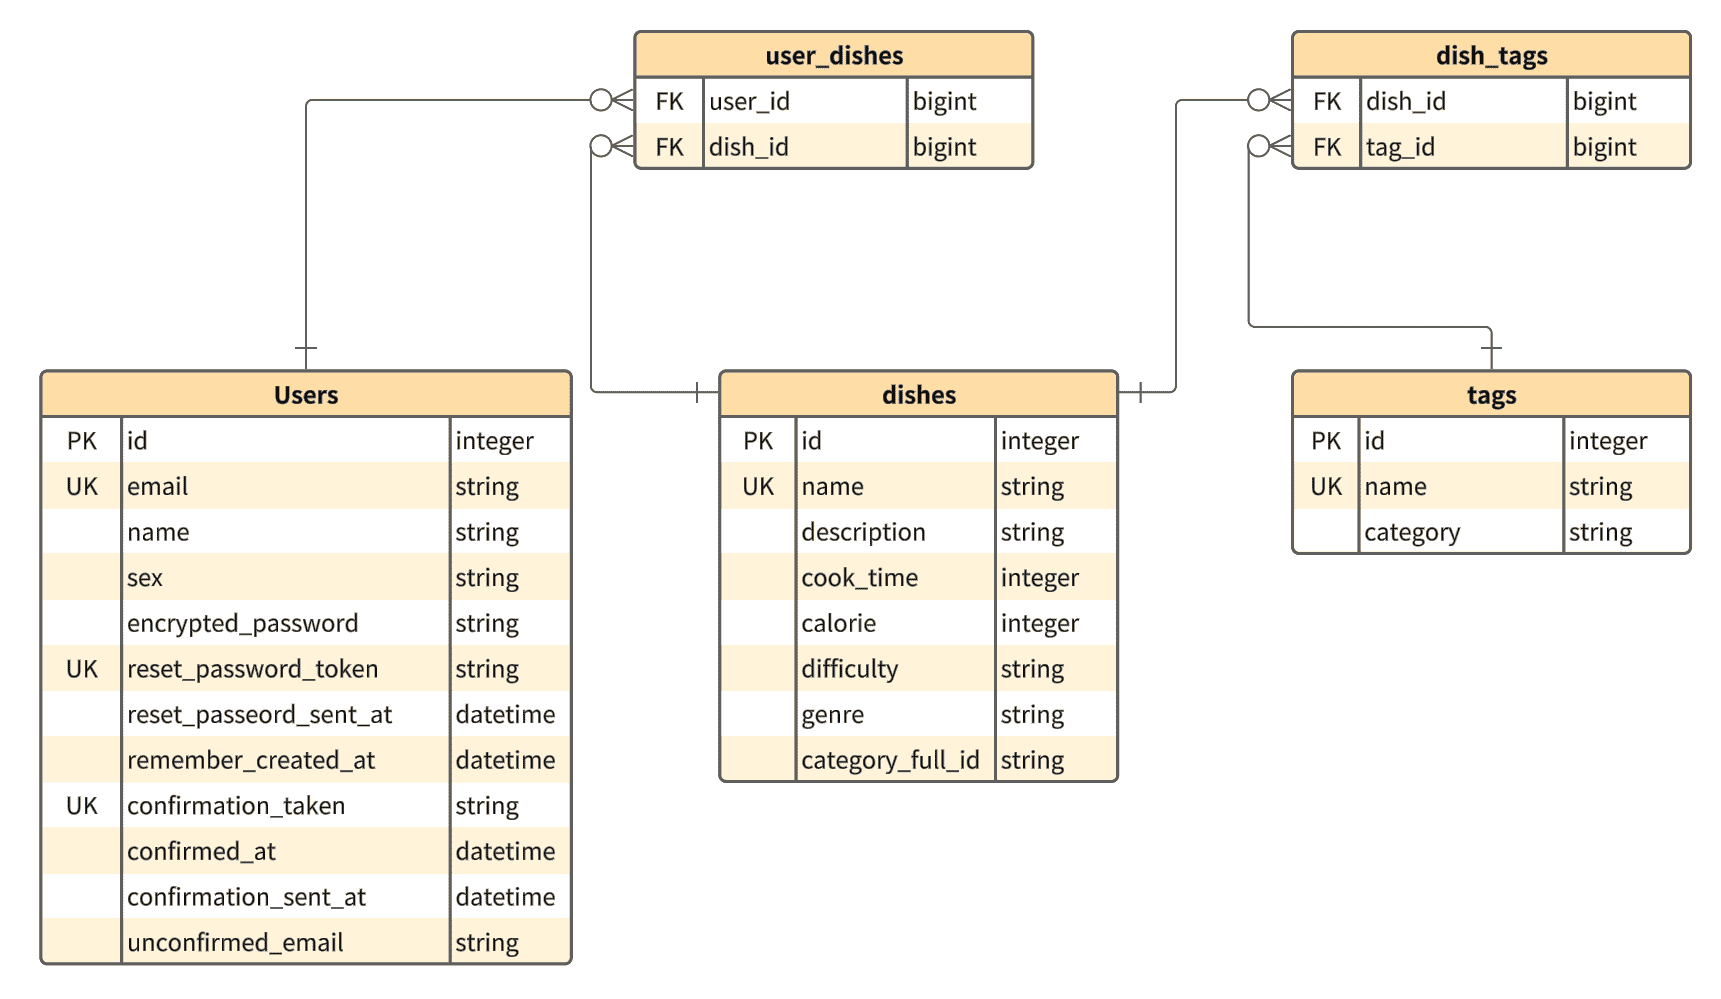 user_dishes
FK user_id bigint
FK dish_id bigint
dish_tags
FK dish_id bigint
FK tag_id bigint
Users
PK id integer
UK email string
name string
sex string
encrypted_password string
UK reset_password_token string
reset_passeord_sent_at datetime
remember_created_at datetime
UK confirmation_taken string
confirmed_at datetime
confirmation_sent_at datetime
unconfirmed_email string
dishes
PK id integer
UK name string
description string
cook_time integer
calorie integer
difficulty string
genre string
category_full_id string
tags
PK id integer
UK name string
category string